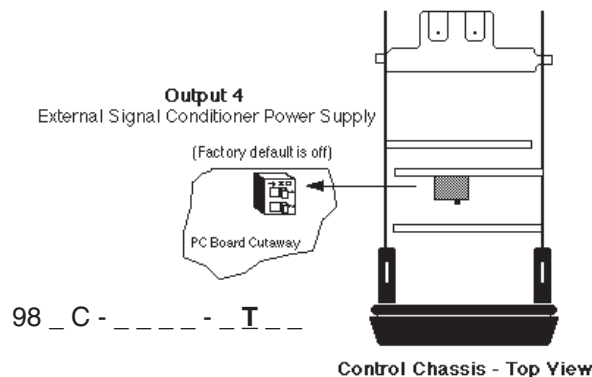 Output 4
External Signal Conditioner Power Supply
(Factory default is off)
PC Board Cutaway
98 _ C - _ _ _ _ - _ T _ _
Control Chassis - Top View